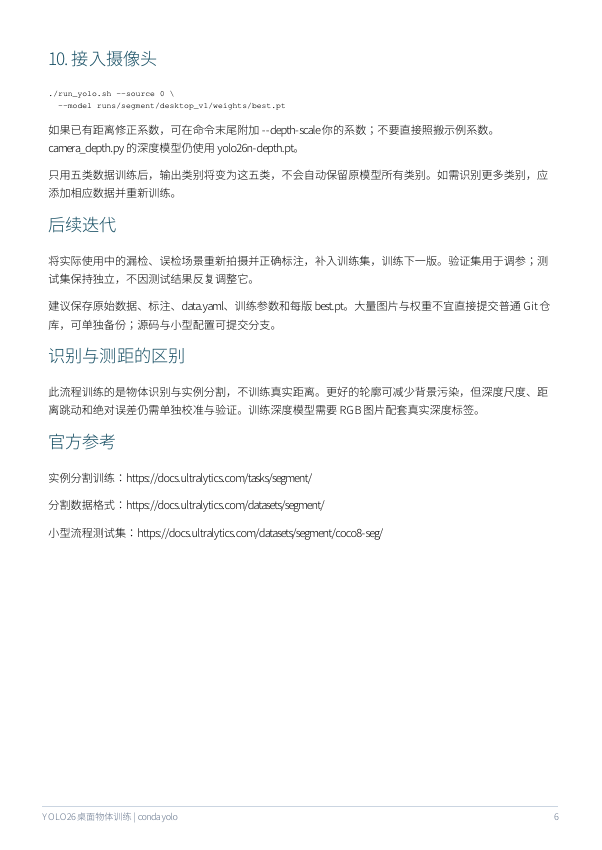 10. 接入摄像头
./run_yolo.sh --source 0 \
--model runs/segment/desktop_v1/weights/best.pt
如果已有距离修正系数，可在命令末尾附加 --depth-scale 你的系数；不要直接照搬示例系数。
camera_depth.py 的深度模型仍使用 yolo26n-depth.pt。
只用五类数据训练后，输出类别将变为这五类，不会自动保留原模型所有类别。如需识别更多类别，应
添加相应数据并重新训练。
后续迭代
将实际使用中的漏检、误检场景重新拍摄并正确标注，补入训练集，训练下一版。验证集用于调参；测
试集保持独立，不因测试结果反复调整它。
建议保存原始数据、标注、data.yaml、训练参数和每版 best.pt。大量图片与权重不宜直接提交普通 Git 仓
库，可单独备份；源码与小型配置可提交分支。
识别与测距的区别
此流程训练的是物体识别与实例分割，不训练真实距离。更好的轮廓可减少背景污染，但深度尺度、距
离跳动和绝对误差仍需单独校准与验证。训练深度模型需要 RGB 图片配套真实深度标签。
官方参考
实例分割训练：https://docs.ultralytics.com/tasks/segment/
分割数据格式：https://docs.ultralytics.com/datasets/segment/
小型流程测试集：https://docs.ultralytics.com/datasets/segment/coco8-seg/
YOLO26 桌面物体训练 | conda yolo
6